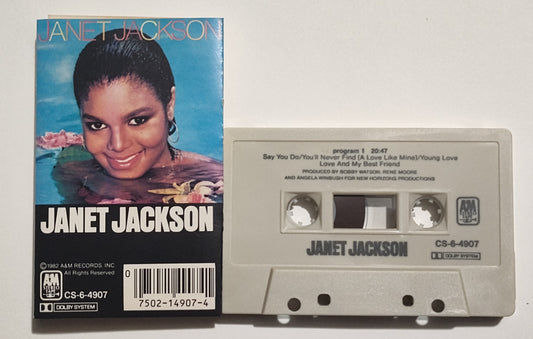 JANET JACKSON
JANET JACKSON
©1982 A&M RECORDS, INC.
All Rights Reserved
A&M
CS-6-4907
DOLBY SYSTEM
0
7502-14907-4
program 1 20:47
Say You Do/You'll Never Find (A Love Like Mine)/Young Love
Love And My Best Friend
PRODUCED BY BOBBY WATSON, RENE MOORE
AND ANGELA WINBUSH FOR NEW HORIZONS PRODUCTIONS
A&M
JANET JACKSON
CS-6-4907
DOLBY SYSTEM